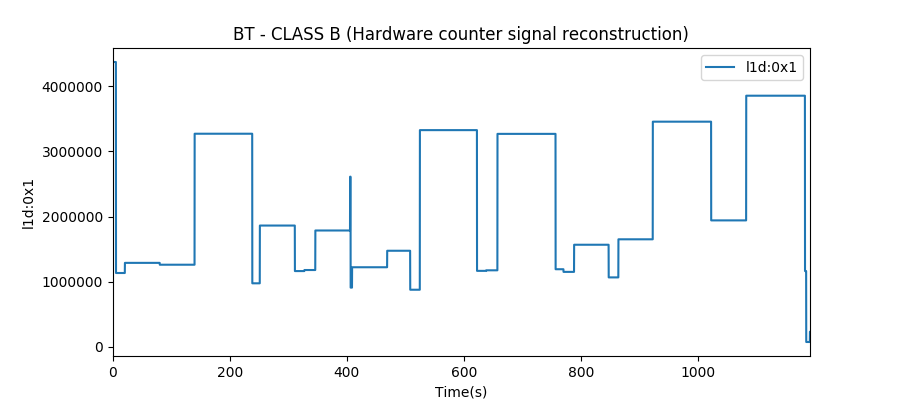 BT - CLASS B (Hardware counter signal reconstruction)
l1d:0x1
4000000
3000000
2000000
1000000
0
l1d:0x1
0 200 400 600 800 1000
Time(s)